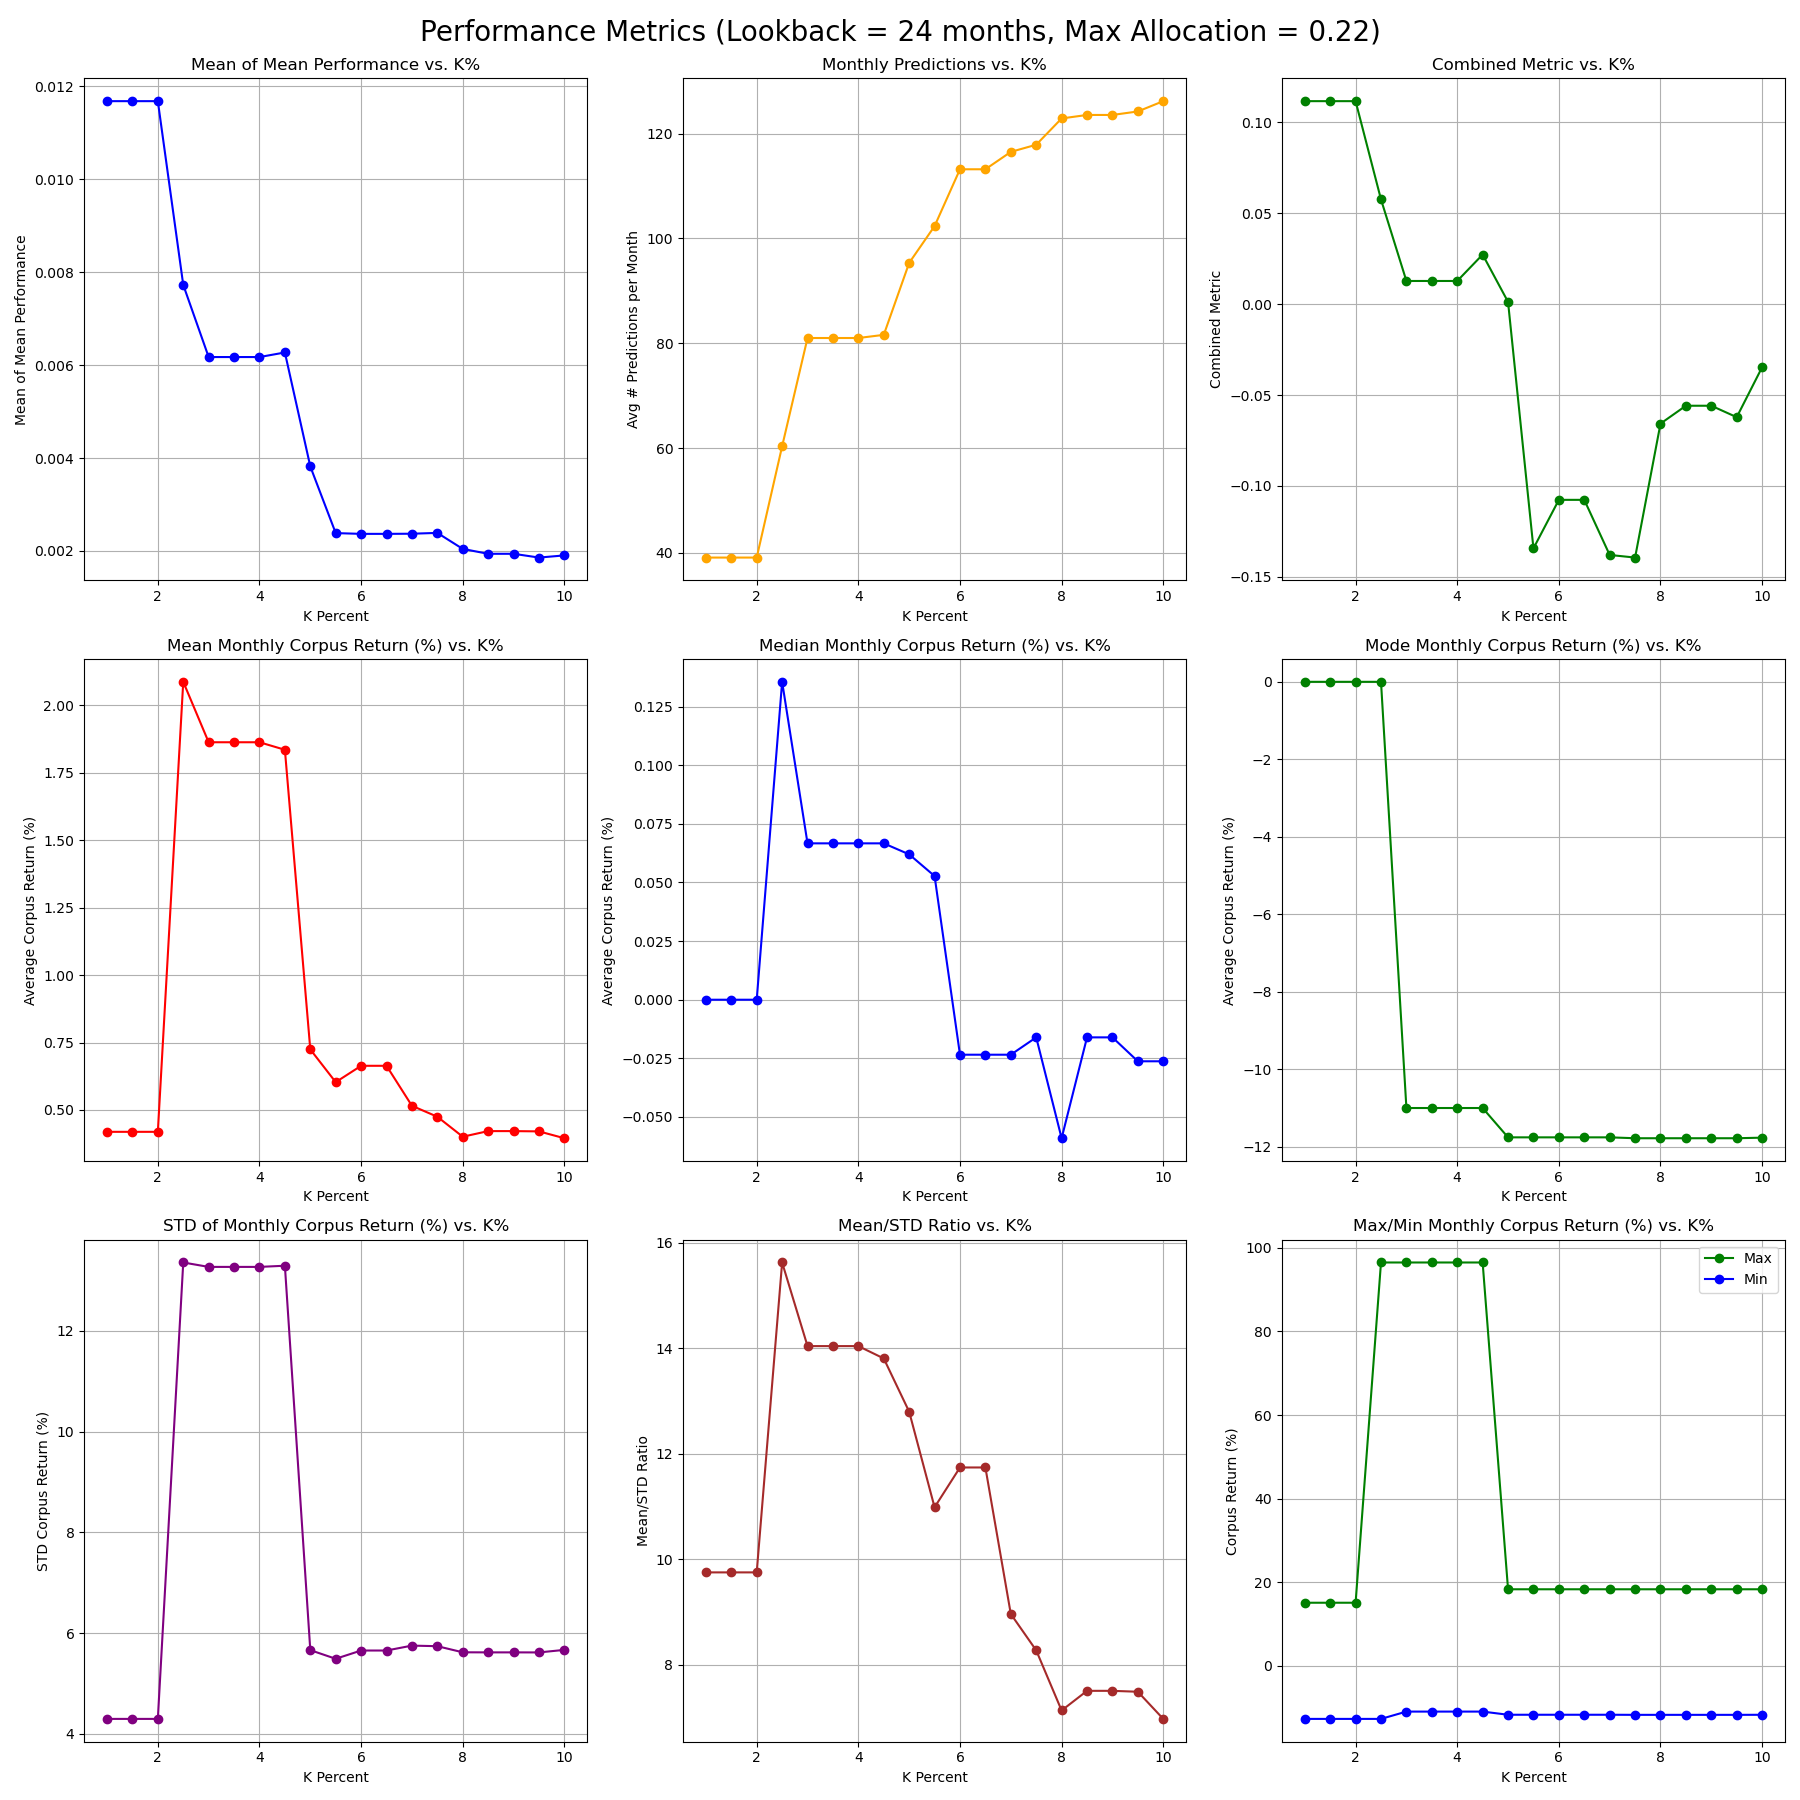 Performance Metrics (Lookback = 24 months, Max Allocation = 0.22)
Mean of Mean Performance vs. K%
Mean of Mean Performance
0.012
0.010
0.008
0.006
0.004
0.002
2 4 6 8 10
K Percent
Monthly Predictions vs. K%
Avg # Predictions per Month
120
100
80
60
40
2 4 6 8 10
K Percent
Combined Metric vs. K%
Combined Metric
0.10
0.05
0.00
−0.05
−0.10
−0.15
2 4 6 8 10
K Percent
Mean Monthly Corpus Return (%) vs. K%
Average Corpus Return (%)
2.00
1.75
1.50
1.25
1.00
0.75
0.50
2 4 6 8 10
K Percent
Median Monthly Corpus Return (%) vs. K%
Average Corpus Return (%)
0.125
0.100
0.075
0.050
0.025
0.000
−0.025
−0.050
2 4 6 8 10
K Percent
Mode Monthly Corpus Return (%) vs. K%
Average Corpus Return (%)
0
−2
−4
−6
−8
−10
−12
2 4 6 8 10
K Percent
STD of Monthly Corpus Return (%) vs. K%
STD Corpus Return (%)
12
10
8
6
4
2 4 6 8 10
K Percent
Mean/STD Ratio vs. K%
Mean/STD Ratio
16
14
12
10
8
2 4 6 8 10
K Percent
Max/Min Monthly Corpus Return (%) vs. K%
Corpus Return (%)
100
80
60
40
20
0
Max
Min
2 4 6 8 10
K Percent